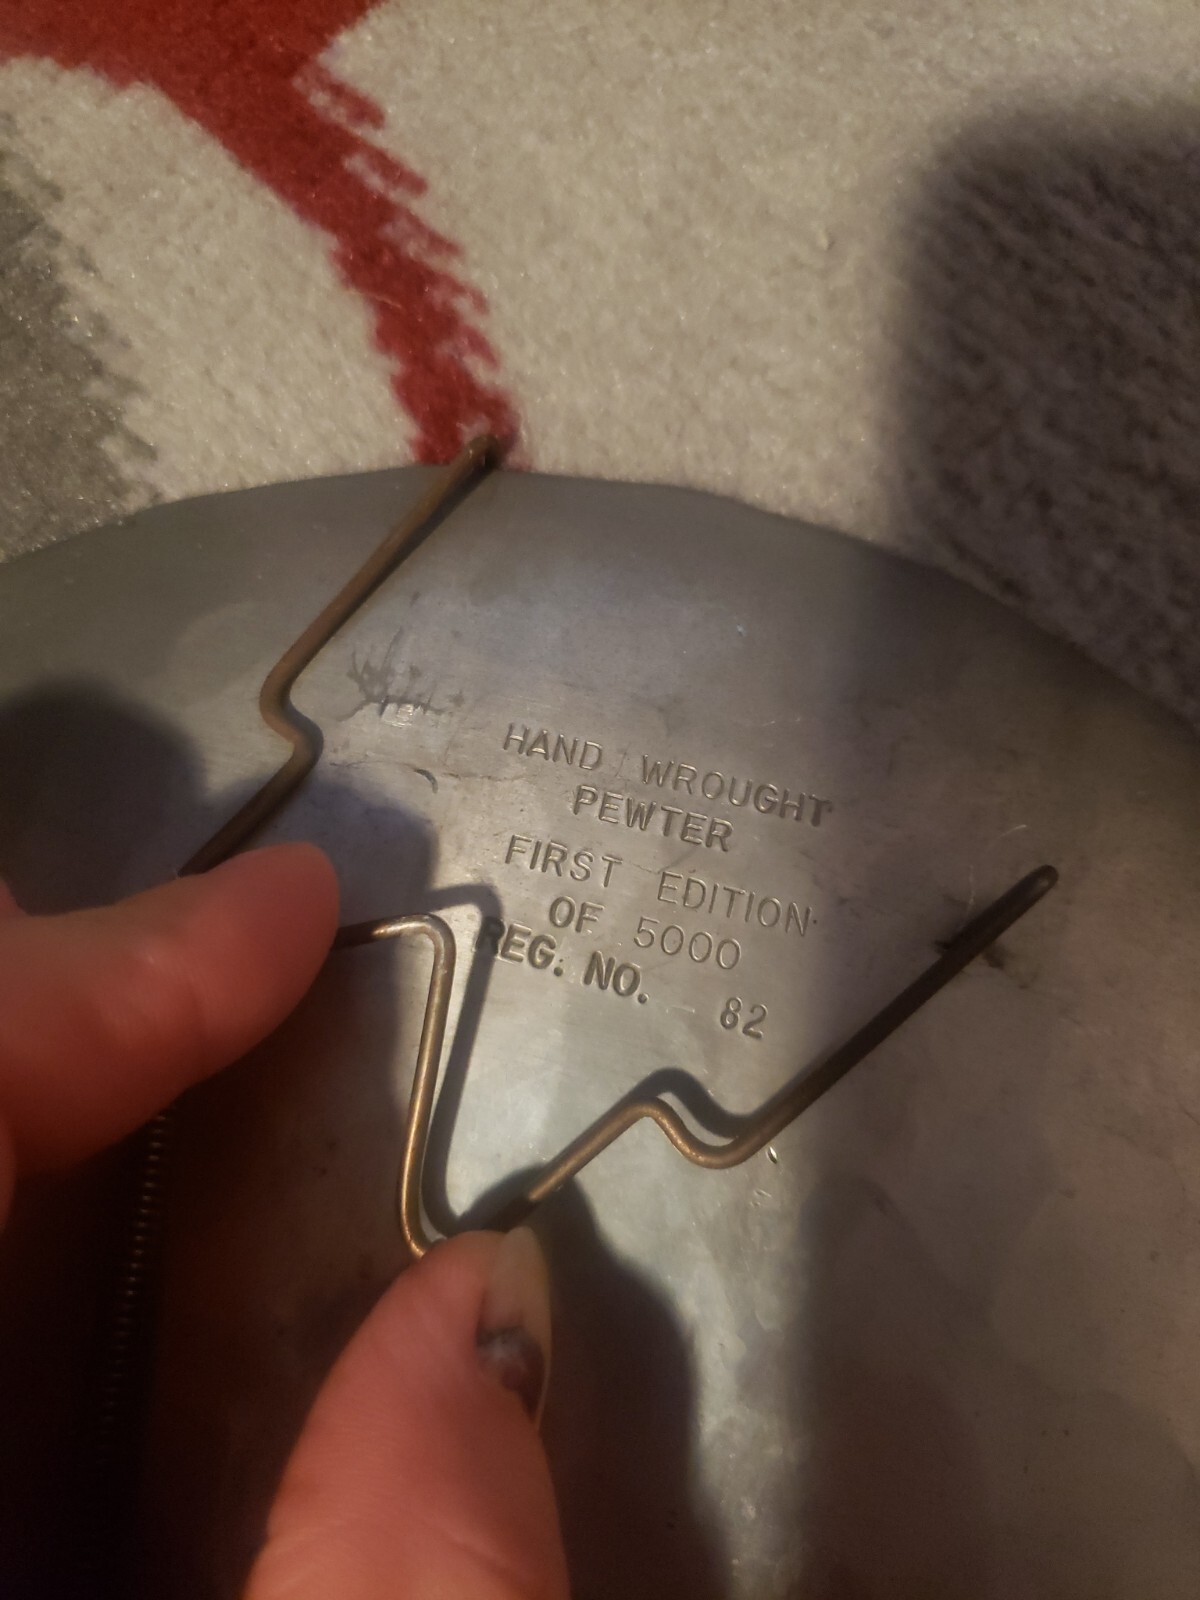 HAND WROUGHT
PEWTER
FIRST EDITION
OF 5000
REG. NO. 82